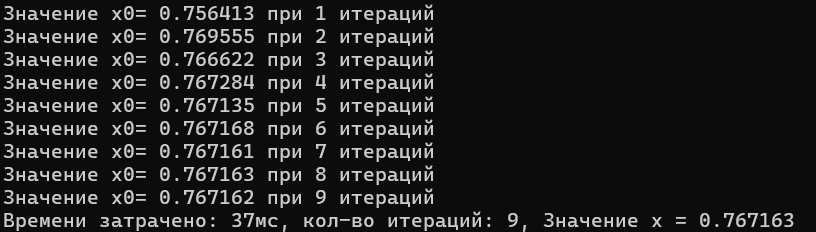 Значение x0= 0.756413 при 1 итераций
Значение x0= 0.769555 при 2 итераций
Значение x0= 0.766622 при 3 итераций
Значение x0= 0.767284 при 4 итераций
Значение x0= 0.767135 при 5 итераций
Значение x0= 0.767168 при 6 итераций
Значение x0= 0.767161 при 7 итераций
Значение x0= 0.767163 при 8 итераций
Значение x0= 0.767162 при 9 итераций
Времени затрачено: 37мс, кол-во итераций: 9, Значение x = 0.767163